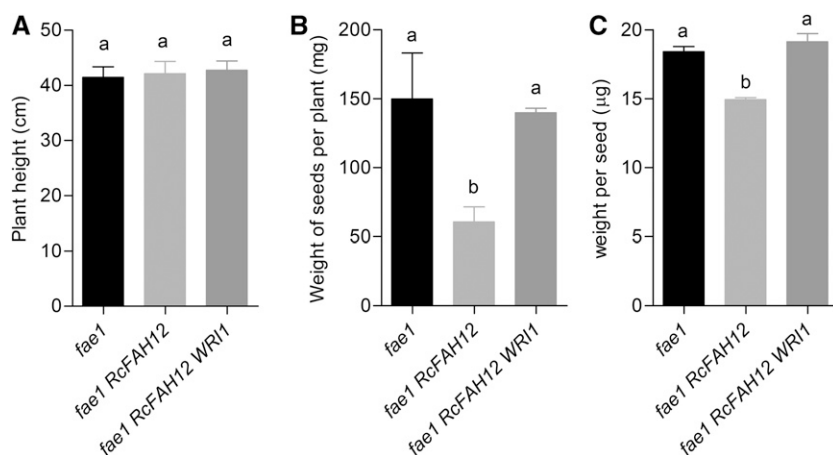 A
Plant height (cm)
50
40
30
20
10
0
a
a
a
fae1
fae1 RcFAH12
fae1 RcFAH12 WRI1
B
Weight of seeds per plant (mg)
200
150
100
50
0
a
b
a
fae1
fae1 RcFAH12
fae1 RcFAH12 WRI1
C
weight per seed (µg)
20
15
10
5
0
a
b
a
fae1
fae1 RcFAH12
fae1 RcFAH12 WRI1